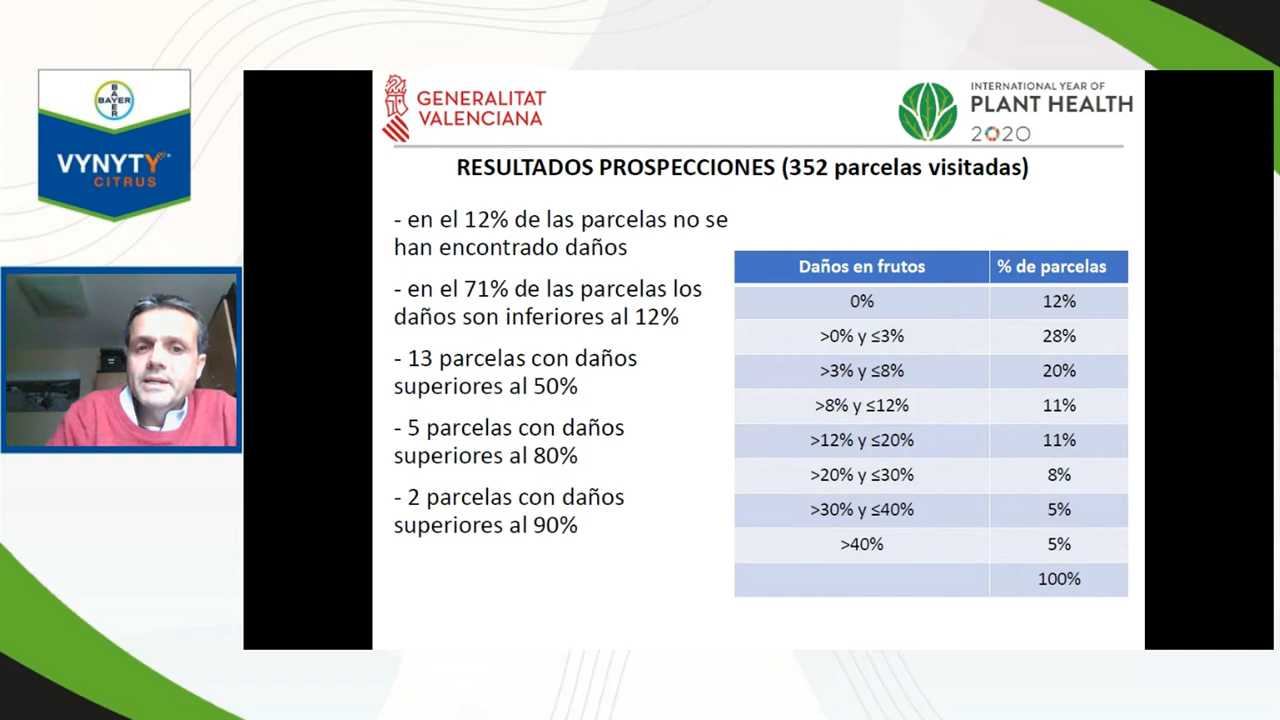 BAYER
BAYER
VYNYTY
CITRUS
GENERALITAT
VALENCIANA
INTERNATIONAL YEAR OF
PLANT HEALTH
2020
RESULTADOS PROSPECCIONES (352 parcelas visitadas)
- en el 12% de las parcelas no se
han encontrado daños
- en el 71% de las parcelas los
daños son inferiores al 12%
- 13 parcelas con daños
superiores al 50%
- 5 parcelas con daños
superiores al 80%
- 2 parcelas con daños
superiores al 90%
Daños en frutos % de parcelas
0% 12%
>0% y ≤3% 28%
>3% y ≤8% 20%
>8% y ≤12% 11%
>12% y ≤20% 11%
>20% y ≤30% 8%
>30% y ≤40% 5%
>40% 5%
100%